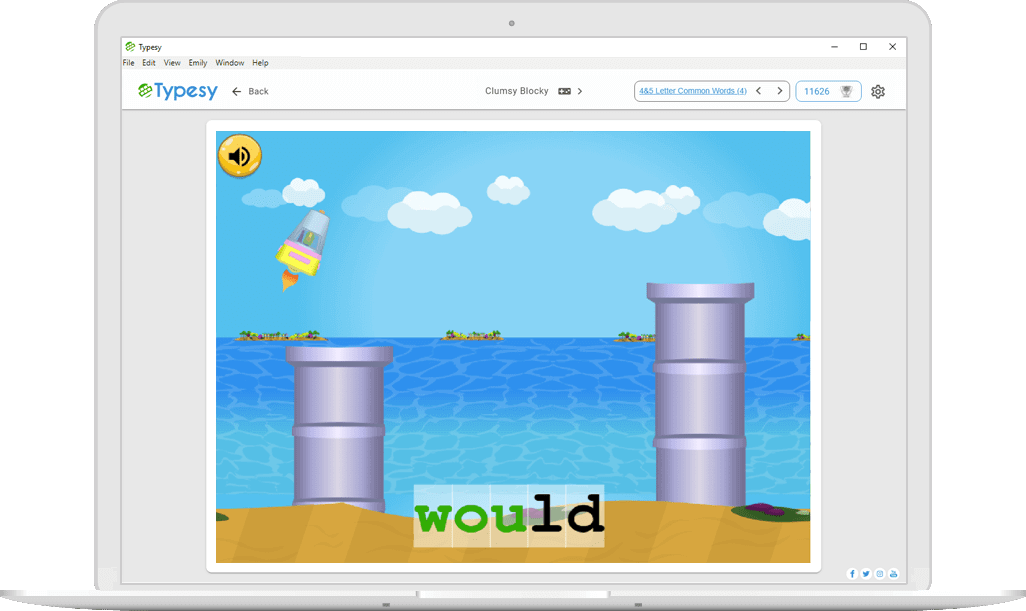 Typesy
File Edit View Emily Window Help
Typesy Back Clumsy Blocky 4&5 Letter Common Words (4) 11626
would